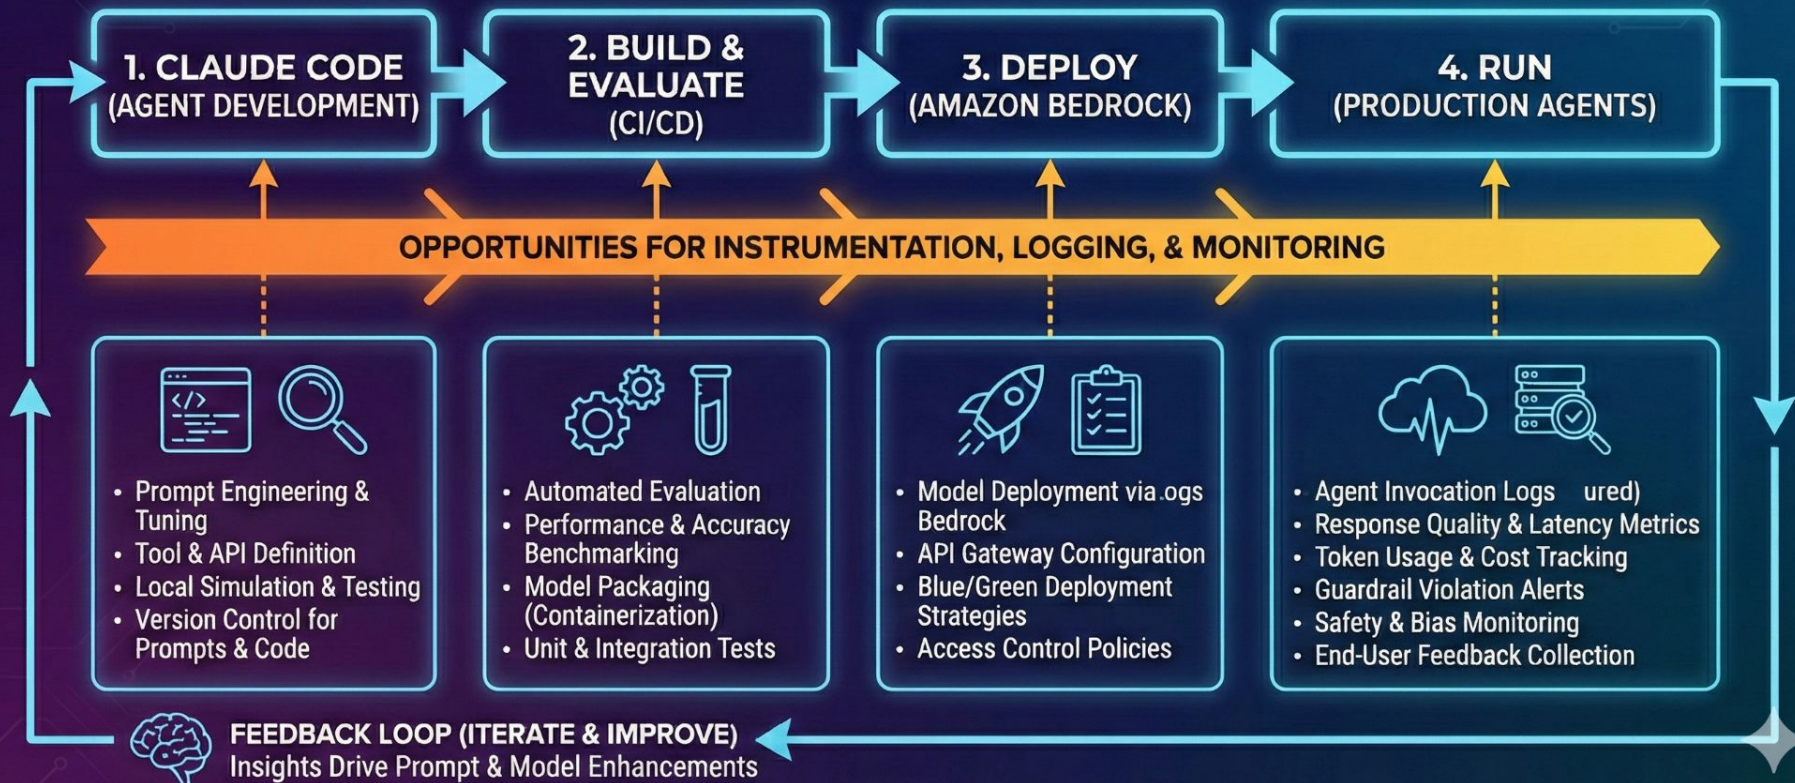 1. CLAUDE CODE
(AGENT DEVELOPMENT)
2. BUILD &
EVALUATE
(CI/CD)
3. DEPLOY
(AMAZON BEDROCK)
4. RUN
(PRODUCTION AGENTS)
OPPORTUNITIES FOR INSTRUMENTATION, LOGGING, & MONITORING
</>
• Prompt Engineering &
Tuning
• Tool & API Definition
• Local Simulation & Testing
• Version Control for
Prompts & Code
• Automated Evaluation
• Performance & Accuracy
Benchmarking
• Model Packaging
(Containerization)
• Unit & Integration Tests
• Model Deployment via .ogs
Bedrock
• API Gateway Configuration
• Blue/Green Deployment
Strategies
• Access Control Policies
• Agent Invocation Logs ured)
• Response Quality & Latency Metrics
• Token Usage & Cost Tracking
• Guardrail Violation Alerts
• Safety & Bias Monitoring
• End-User Feedback Collection
FEEDBACK LOOP (ITERATE & IMPROVE)
Insights Drive Prompt & Model Enhancements